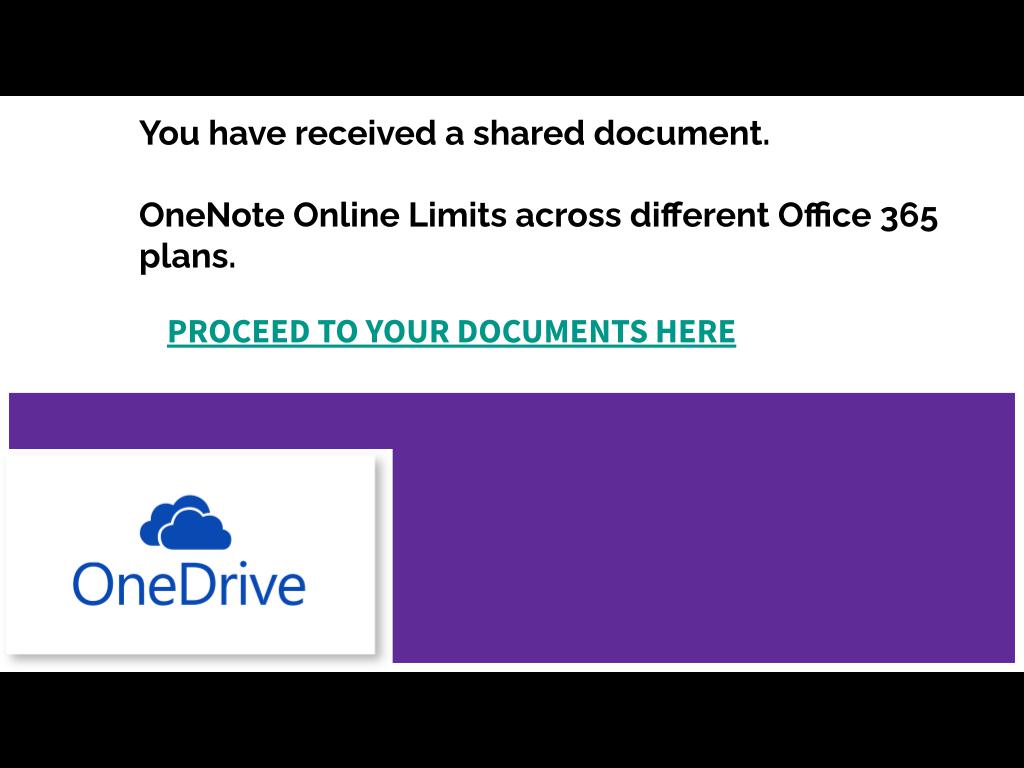 You have received a shared document.
OneNote Online Limits across different Office 365
plans.
PROCEED TO YOUR DOCUMENTS HERE
OneDrive